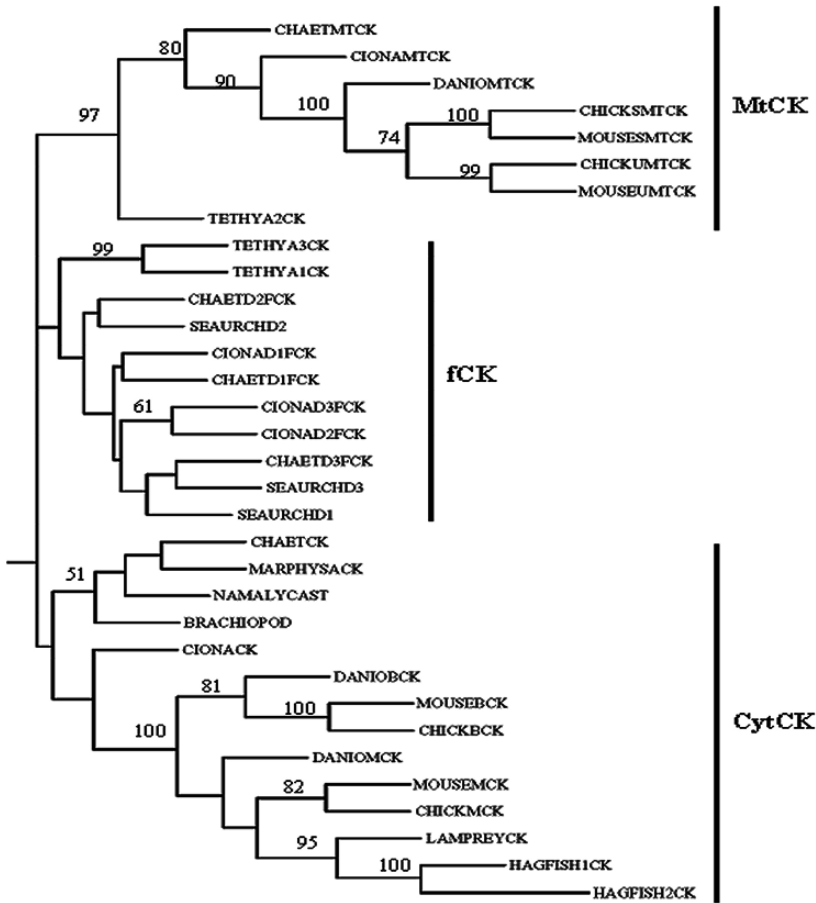 CHAETMTCK
80
CIONAMTCK
90
DANIOMTCK
MtCK
100
100
CHICKSMTCK
97
74
MOUSESMTCK
CHICKUMTCK
99
MOUSEUMTCK
TETHYA2CK
99
TETHYA3CK
TETHYA1CK
CHAETD2FCK
SEAURCHD2
CIONAD1FCK
fCK
CHAETD1FCK
61
CIONAD3FCK
CIONAD2FCK
CHAETD3FCK
SEAURCHD3
SEAURCHD1
CHAETCK
51
MARPHYSACK
NAMALYCAST
BRACHIOPOD
CIONACK
81
DANIOBCK
100
MOUSEBCK
CHICKBCK
CytCK
100
DANIOMCK
82
MOUSEMCK
CHICKMCK
95
LAMPREYCK
100
HAGFISH1CK
HAGFISH2CK